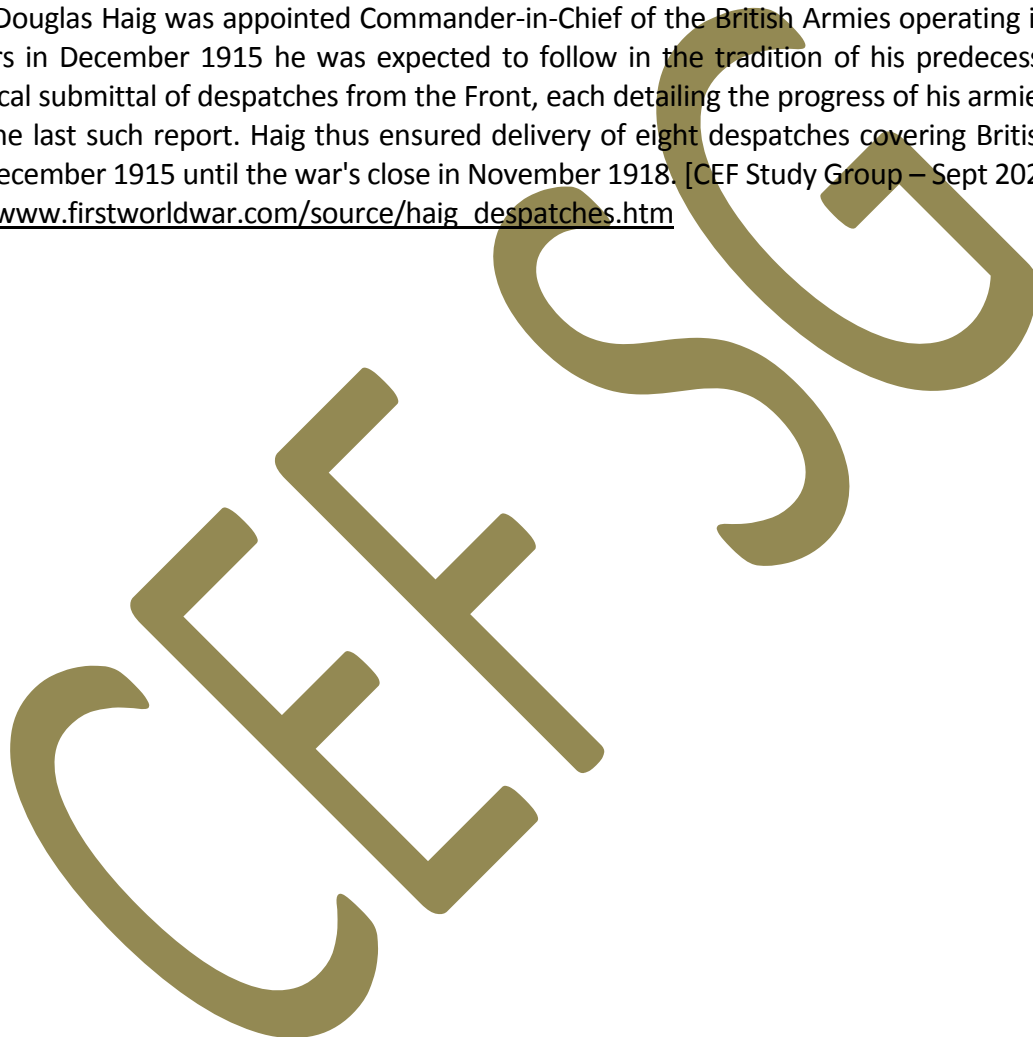 Douglas Haig was appointed Commander-in-Chief of the British Armies operating i
rs in December 1915 he was expected to follow in the tradition of his predecess
ical submittal of despatches from the Front, each detailing the progress of his armie
he last such report. Haig thus ensured delivery of eight despatches covering Britis
ecember 1915 until the war's close in November 1918. [CEF Study Group – Sept 202
www.firstworldwar.com/source/haig_despatches.htm
CEF SG